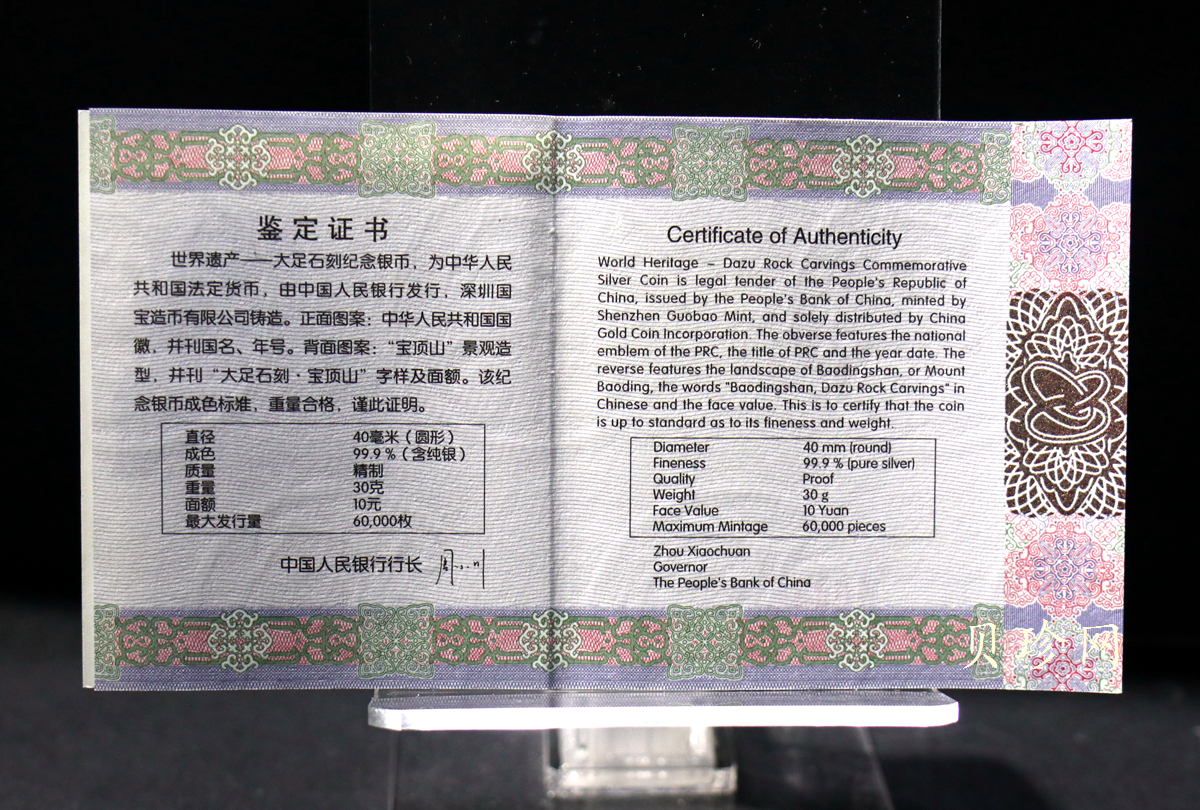 鉴定证书
世界遗产——大足石刻纪念银币，为中华人民
共和国法定货币，由中国人民银行发行，深圳国
宝造币有限公司铸造。正面图案：中华人民共和国国
徽，并刊国名、年号。背面图案：“宝顶山”景观造
型，并刊“大足石刻·宝顶山”字样及面额。该纪
念银币成色标准，重量合格，谨此证明。
直径 40毫米（圆形）
成色 99.9％（含纯银）
质量 精制
重量 30克
面额 10元
最大发行量 60,000枚
中国人民银行行长
Certificate of Authenticity
World Heritage – Dazu Rock Carvings Commemorative
Silver Coin is legal tender of the People's Republic of
China, issued by the People's Bank of China, minted by
Shenzhen Guobao Mint, and solely distributed by China
Gold Coin Incorporation. The obverse features the national
emblem of the PRC, the title of PRC and the year date. The
reverse features the landscape of Baodingshan, or Mount
Baoding, the words "Baodingshan, Dazu Rock Carvings" in
Chinese and the face value. This is to certify that the coin
is up to standard as to its fineness and weight.
Diameter 40 mm (round)
Fineness 99.9 % (pure silver)
Quality Proof
Weight 30 g
Face Value 10 Yuan
Maximum Mintage 60,000 pieces
Zhou Xiaochuan
Governor
The People's Bank of China
贝珍网